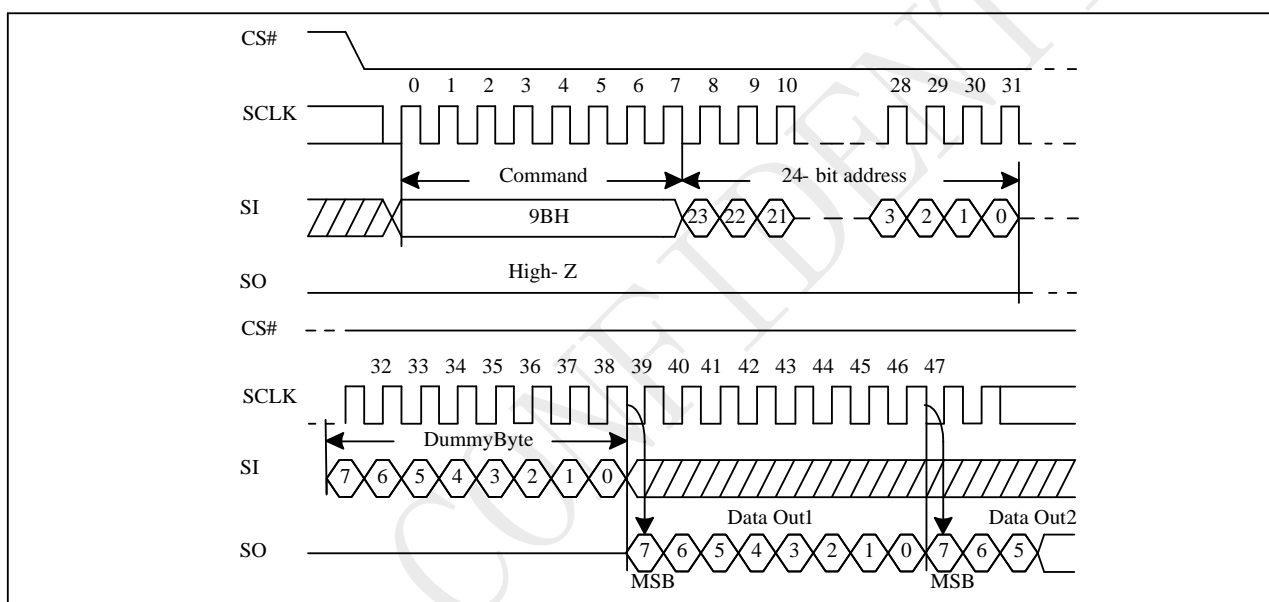 CS#
0 1 2 3 4 5 6 7 8 9 10 28 29 30 31
SCLK
Command 24- bit address
SI 9BH 23 22 21 3 2 1 0
High- Z
SO
CS#
32 33 34 35 36 37 38 39 40 41 42 43 44 45 46 47
SCLK
DummyByte
SI 7 6 5 4 3 2 1 0
Data Out1 Data Out2
SO 7 6 5 4 3 2 1 0 7 6 5
MSB MSB